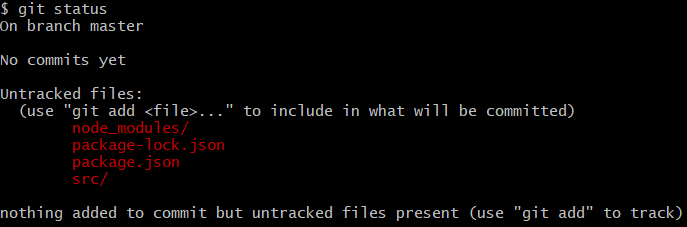 $ git status
On branch master
No commits yet
Untracked files:
(use "git add <file>..." to include in what will be committed)
node_modules/
package-lock.json
package.json
src/
nothing added to commit but untracked files present (use "git add" to track)